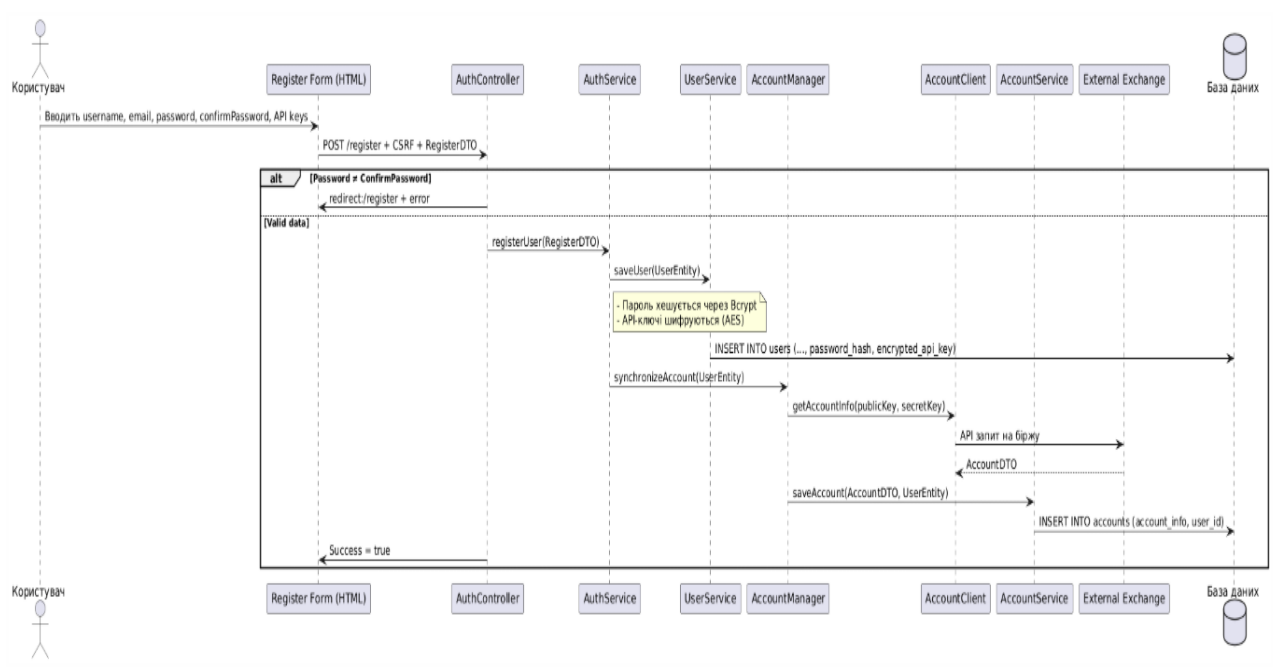 Користувач
Register Form (HTML)
AuthController
AuthService
UserService
AccountManager
AccountClient
AccountService
External Exchange
База даних
Вводить username, email, password, confirmPassword, API keys
POST /register + CSRF + RegisterDTO
alt
[Password ≠ ConfirmPassword]
redirect:/register + error
[Valid data]
registerUser(RegisterDTO)
saveUser(UserEntity)
- Пароль хешується через Bcrypt
- API-ключі шифруються (AES)
INSERT INTO users (..., password_hash, encrypted_api_key)
synchronizeAccount(UserEntity)
getAccountInfo(publicKey, secretKey)
API запит на біржу
AccountDTO
saveAccount(AccountDTO, UserEntity)
INSERT INTO accounts (account_info, user_id)
Success = true
Користувач
Register Form (HTML)
AuthController
AuthService
UserService
AccountManager
AccountClient
AccountService
External Exchange
База даних